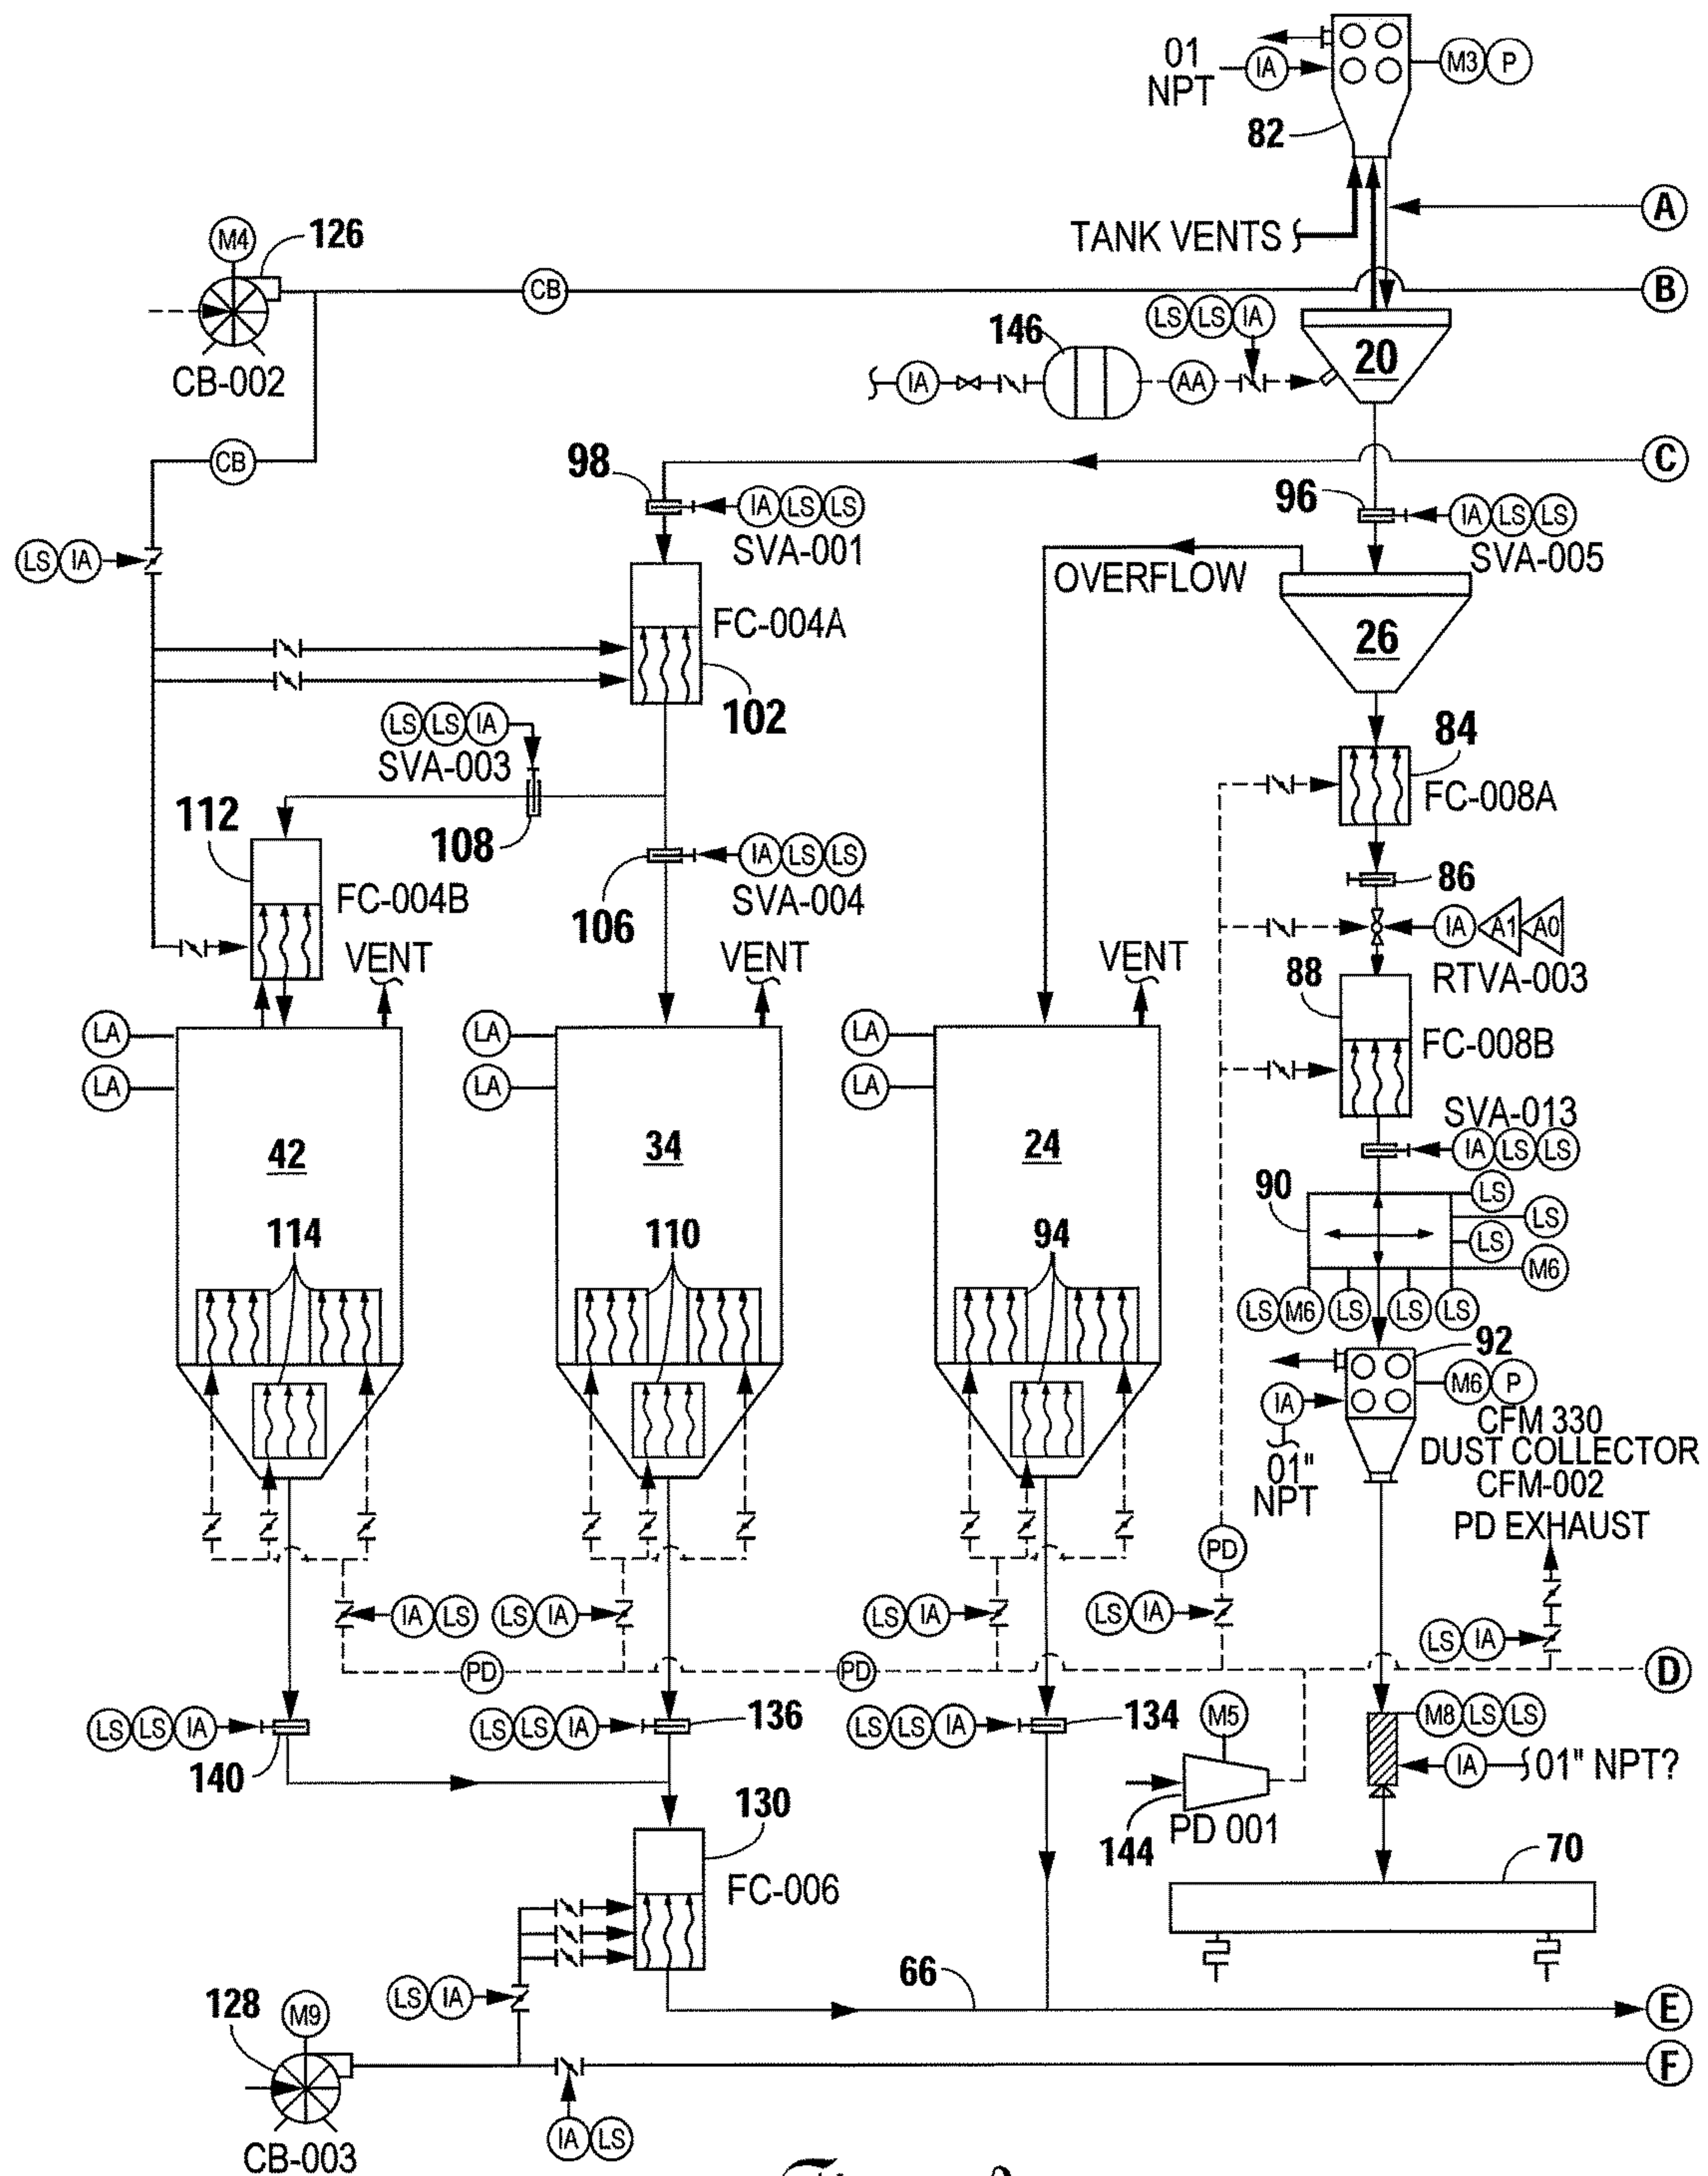 01
NPT
IA
M3
P
82
A
TANK VENTS
M4
126
CB
B
CB-002
LS
LS
IA
146
20
IA
AA
CB
98
C
IA
LS
LS
SVA-001
96
IA
LS
LS
SVA-005
LS
IA
OVERFLOW
FC-004A
26
102
LS
LS
IA
SVA-003
84
FC-008A
112
108
IA
LS
LS
SVA-004
86
FC-004B
106
IA
A1
A0
RTVA-003
VENT
VENT
VENT
88
FC-008B
LA
LA
LA
LA
LA
LA
SVA-013
IA
LS
LS
42
34
24
90
LS
LS
LS
M6
114
110
94
LS
M6
LS
LS
LS
92
M6
P
IA
CFM 330
DUST COLLECTOR
CFM-002
01"
NPT
PD EXHAUST
PD
IA
LS
LS
IA
LS
IA
LS
IA
LS
IA
PD
PD
D
LS
LS
IA
140
LS
LS
IA
136
LS
LS
IA
134
M5
M8
LS
LS
IA
01" NPT?
144
PD 001
130
FC-006
70
LS
IA
66
E
128
M9
F
CB-003
IA
LS